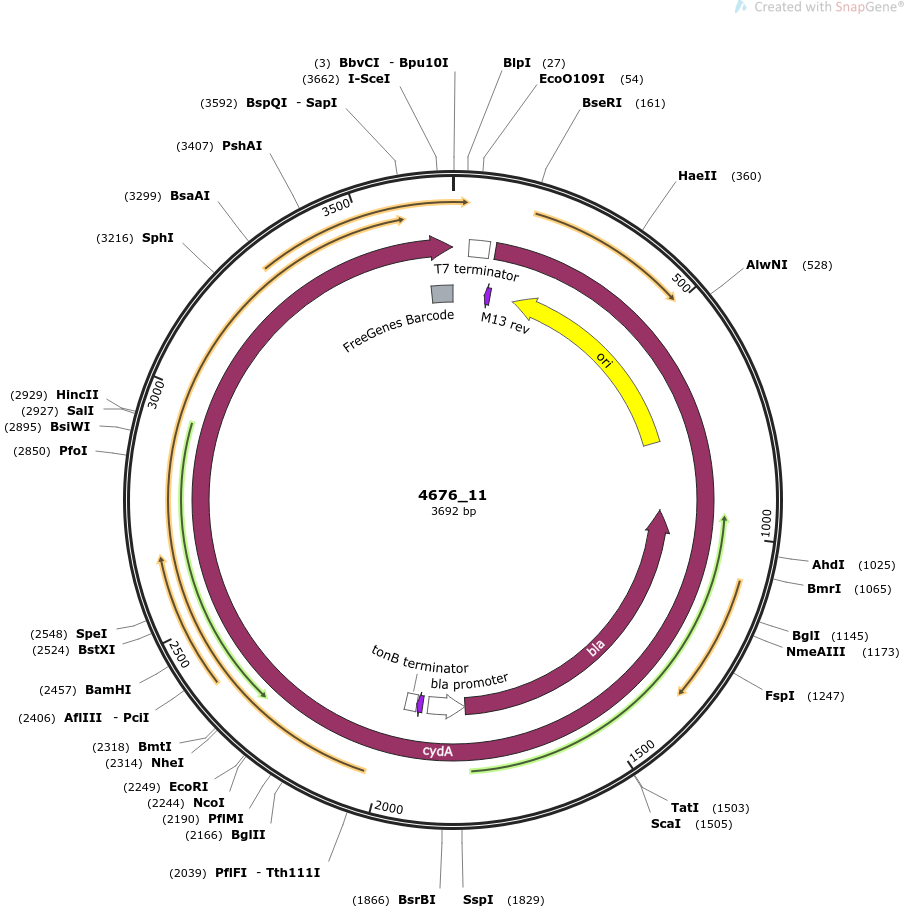 Created with SnapGene®
(3) BbvCI - Bpu10I
BlpI (27)
(3662) I-SceI
EcoO109I (54)
(3592) BspQI - SapI
BseRI (161)
(3407) PshAI
HaeII (360)
(3299) BsaAI
3500
(3216) SphI
AlwNI (528)
500
T7 terminator
FreeGenes Barcode
M13 rev
ori
(2929) HincII
(2927) SalI
(2895) BsiWI
(2850) PfoI
3000
4676_11
3692 bp
1000
AhdI (1025)
BmrI (1065)
(2548) SpeI
(2524) BstXI
2500
BglI (1145)
NmeAIII (1173)
bla
tonB terminator
bla promoter
(2457) BamHI
FspI (1247)
(2406) AflIII - PciI
(2318) BmtI
(2314) NheI
cydA
1500
(2249) EcoRI
(2244) NcoI
(2190) PflMI
(2166) BglII
2000
TatI (1503)
ScaI (1505)
(2039) PflFI - Tth111I
(1866) BsrBI
SspI (1829)